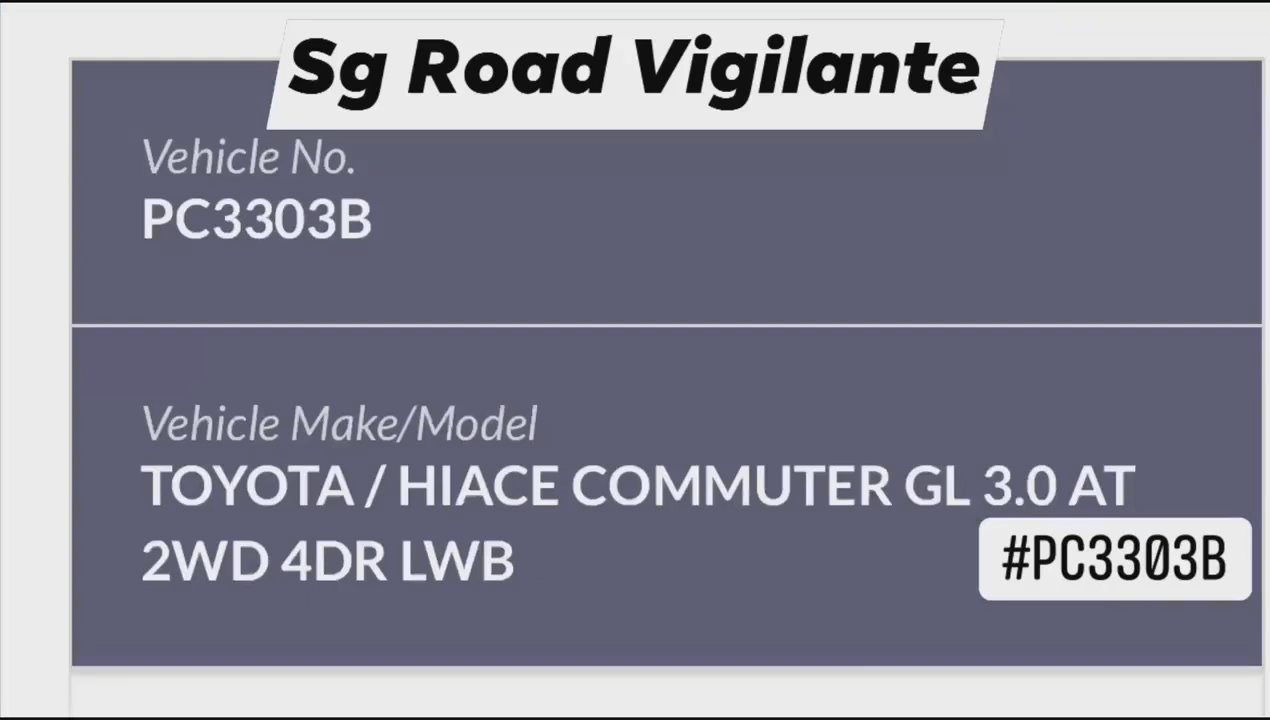 Sg Road Vigilante
Vehicle No.
PC3303B
Vehicle Make/Model
TOYOTA / HIACE COMMUTER GL 3.0 AT
2WD 4DR LWB
#PC3303B